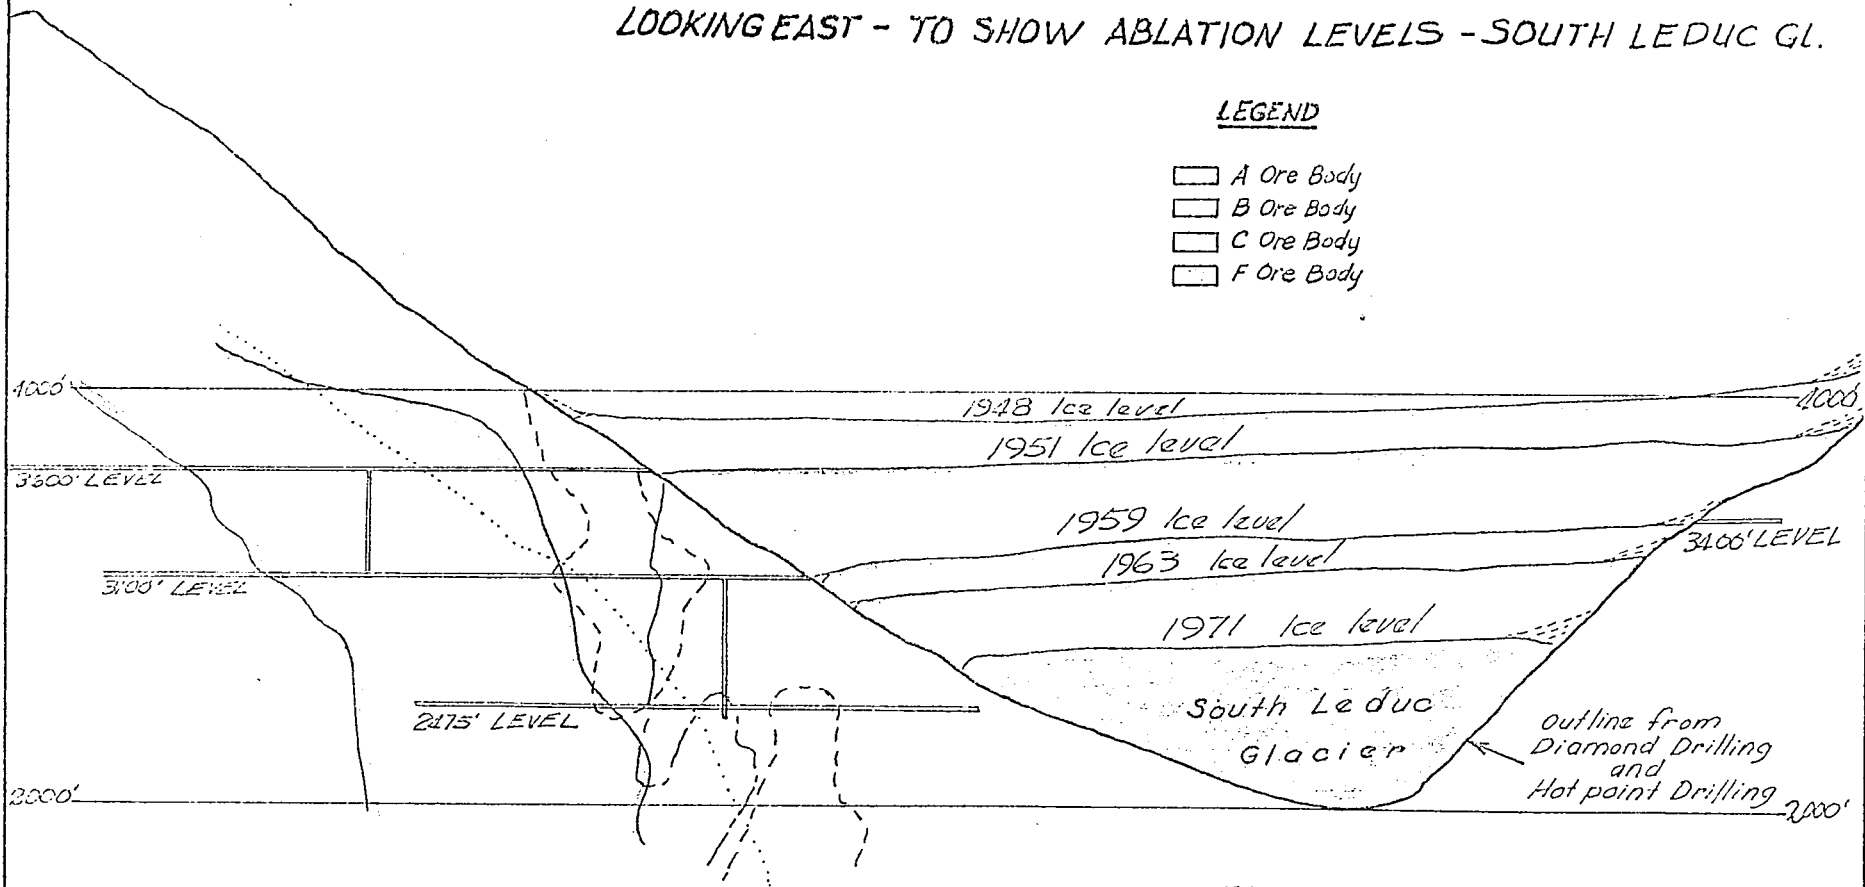 LOOKING EAST - TO SHOW ABLATION LEVELS - SOUTH LEDUC GL.
LEGEND
A Ore Body
B Ore Body
C Ore Body
F Ore Body
4000'
1948 Ice level
4000'
1951 Ice level
3600' LEVEL
1959 Ice level
3400' LEVEL
1963 Ice level
3100' LEVEL
1971 Ice level
2475' LEVEL
South Leduc
Glacier
Outline from
Diamond Drilling
and
Hot point Drilling
2000'
2000'